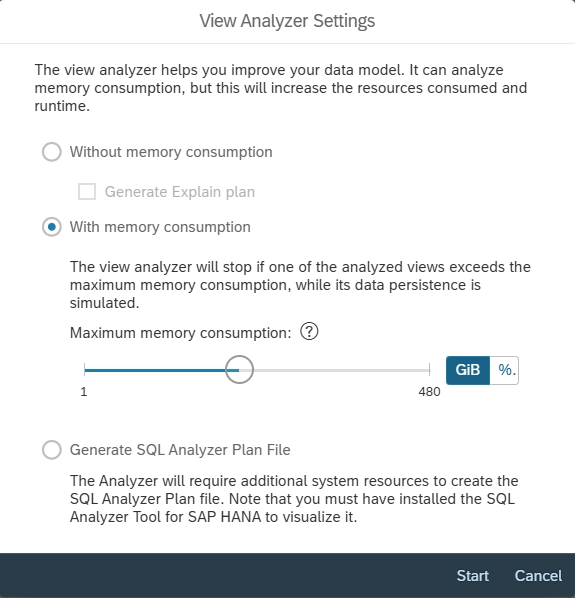 View Analyzer Settings
The view analyzer helps you improve your data model. It can analyze
memory consumption, but this will increase the resources consumed and
runtime.
Without memory consumption
Generate Explain plan
With memory consumption
The view analyzer will stop if one of the analyzed views exceeds the
maximum memory consumption, while its data persistence is
simulated.
Maximum memory consumption: ?
GiB %.
1 480
Generate SQL Analyzer Plan File
The Analyzer will require additional system resources to create the
SQL Analyzer Plan file. Note that you must have installed the SQL
Analyzer Tool for SAP HANA to visualize it.
Start Cancel